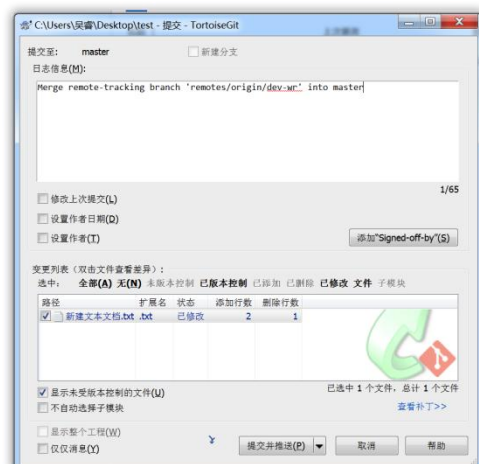 C:\Users\吴睿\Desktop\test - 提交 - TortoiseGit
提交至: master 新建分支
日志信息(M):
Merge remote-tracking branch 'remotes/origin/dev-wr' into master
1/65
修改上次提交(L)
设置作者日期(D)
设置作者(T) 添加"Signed-off-by"(S)
变更列表（双击文件查看差异）:
选中: 全部(A) 无(N) 未版本控制 已版本控制 已添加 已删除 已修改 文件 子模块
路径 扩展名 状态 添加行数 删除行数
新建文本文档.txt .txt 已修改 2 1
显示未受版本控制的文件(U) 已选中 1 个文件，总计 1 个文件
不自动选择子模块 查看补丁>>
显示整个工程(W)
仅仅消息(Y) 提交并推送(P) 取消 帮助